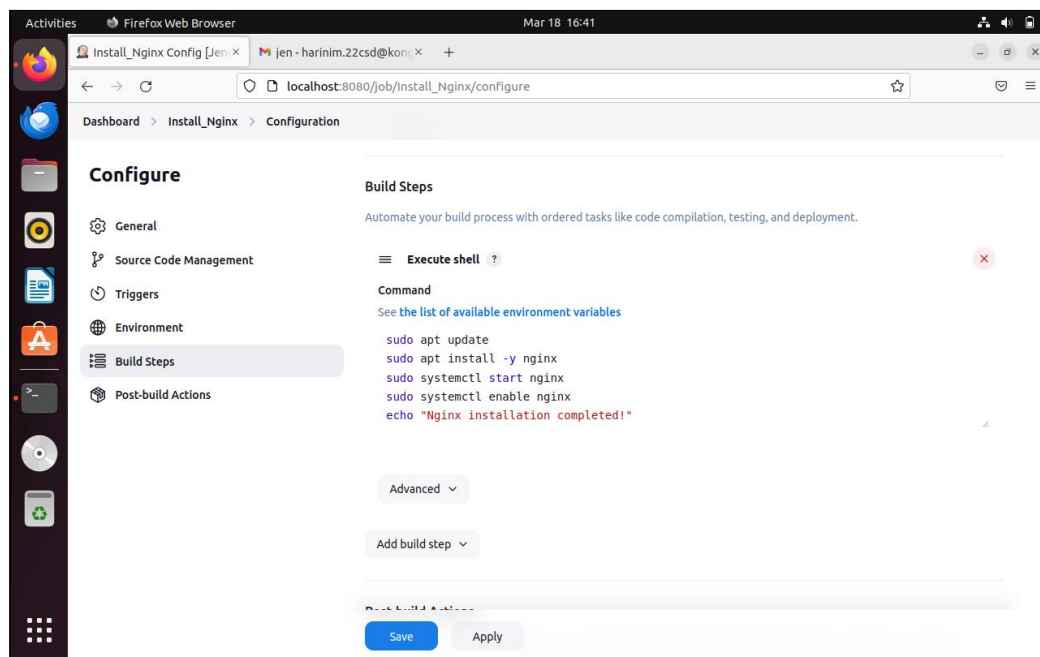 Activities Firefox Web Browser Mar 18 16:41
Install_Nginx Config [Jen jen - harinim.22csd@kong
localhost:8080/job/Install_Nginx/configure
Dashboard > Install_Nginx > Configuration
Configure
General
Source Code Management
Triggers
Environment
Build Steps
Post-build Actions
Build Steps
Automate your build process with ordered tasks like code compilation, testing, and deployment.
Execute shell ?
Command
See the list of available environment variables
sudo apt update
sudo apt install -y nginx
sudo systemctl start nginx
sudo systemctl enable nginx
echo "Nginx installation completed!"
Advanced
Add build step
Post-build Actions
Save Apply